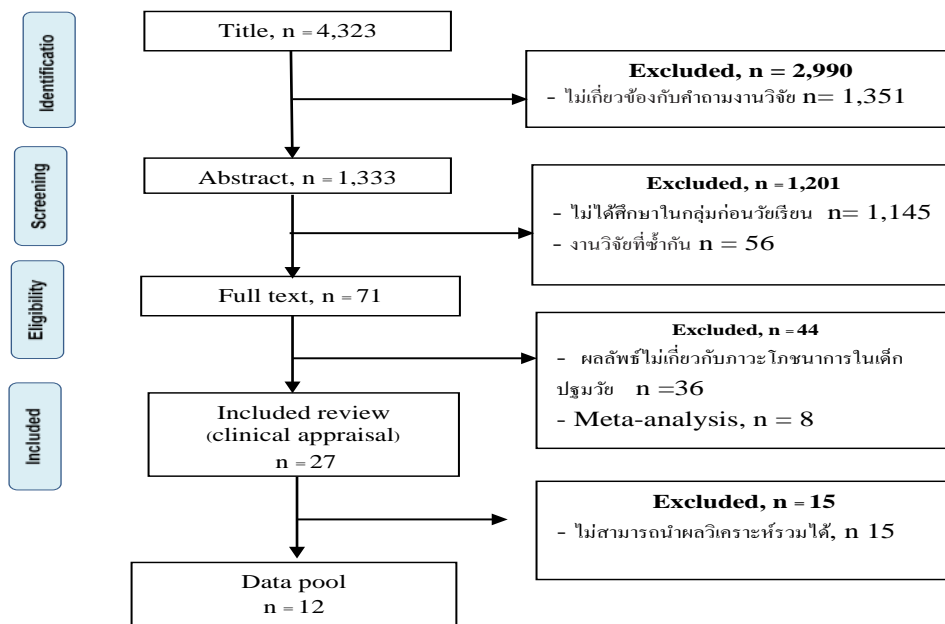 Identificatio
Title, n = 4,323
Excluded, n = 2,990
- ไม่เกี่ยวข้องกับคำถามงานวิจัย n= 1,351
Screening
Abstract, n = 1,333
Excluded, n = 1,201
- ไม่ได้ศึกษาในกลุ่มก่อนวัยเรียน n= 1,145
- งานวิจัยที่ซ้ำกัน n = 56
Eligibility
Full text, n = 71
Excluded, n = 44
- ผลลัพธ์ไม่เกี่ยวกับภาวะโภชนาการในเด็ก
ปฐมวัย n =36
- Meta-analysis, n = 8
Included
Included review
(clinical appraisal)
n = 27
Excluded, n = 15
- ไม่สามารถนำผลวิเคราะห์รวมได้, n 15
Data pool
n = 12